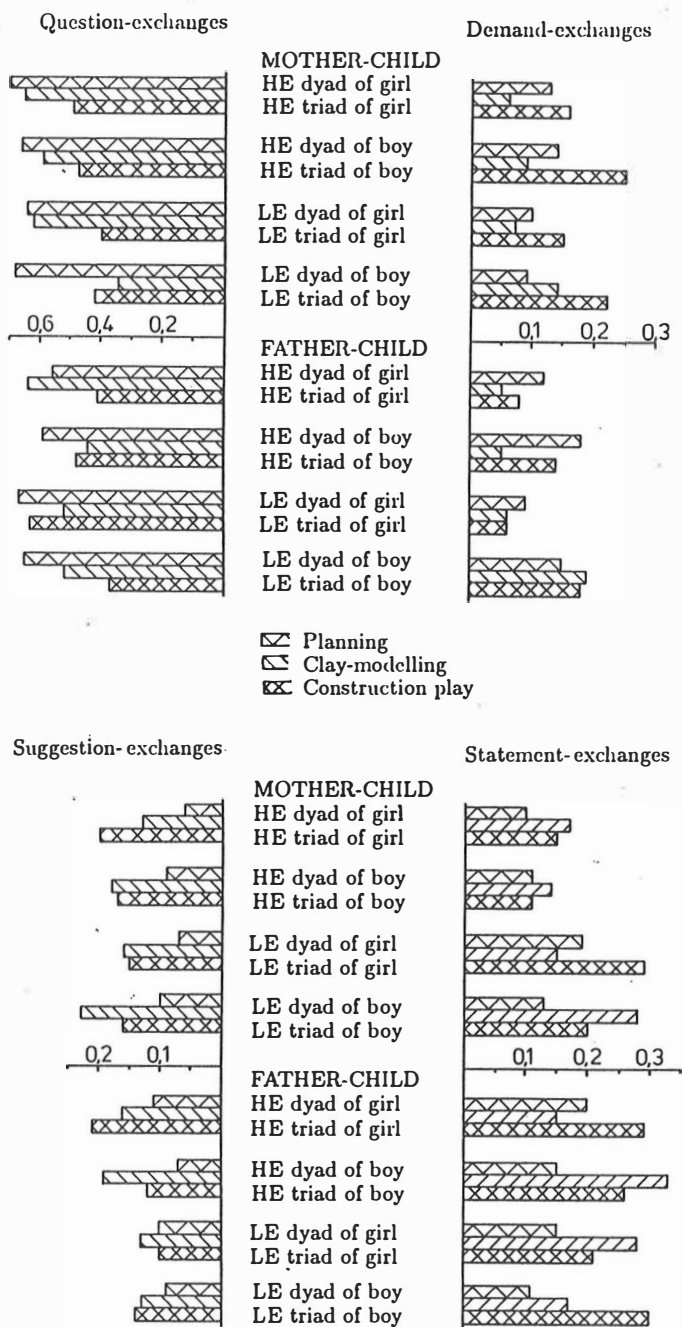 Question-exchanges
Demand-exchanges
MOTHER-CHILD
HE dyad of girl
HE triad of girl
HE dyad of boy
HE triad of boy
LE dyad of girl
LE triad of girl
LE dyad of boy
LE triad of boy
0,6 0,4 0,2
0,1 0,2 0,3
FATHER-CHILD
HE dyad of girl
HE triad of girl
HE dyad of boy
HE triad of boy
LE dyad of girl
LE triad of girl
LE dyad of boy
LE triad of boy
Planning
Clay-modelling
Construction play
Suggestion-exchanges
Statement-exchanges
MOTHER-CHILD
HE dyad of girl
HE triad of girl
HE dyad of boy
HE triad of boy
LE dyad of girl
LE triad of girl
LE dyad of boy
LE triad of boy
0,2 0,1
0,1 0,2 0,3
FATHER-CHILD
HE dyad of girl
HE triad of girl
HE dyad of boy
HE triad of boy
LE dyad of girl
LE triad of girl
LE dyad of boy
LE triad of boy